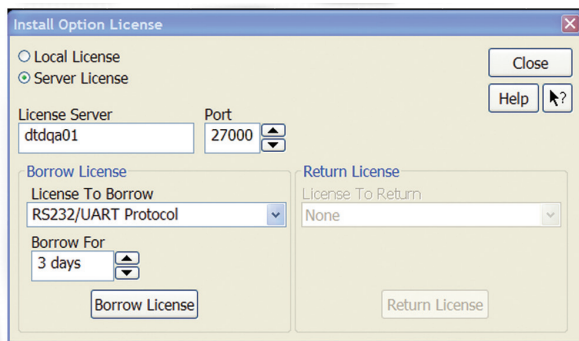 Install Option License
Local License
Server License
Close
Help
?
License Server
Port
dtdqa01
27000
Borrow License
License To Borrow
RS232/UART Protocol
Borrow For
3 days
Borrow License
Return License
License To Return
None
Return License